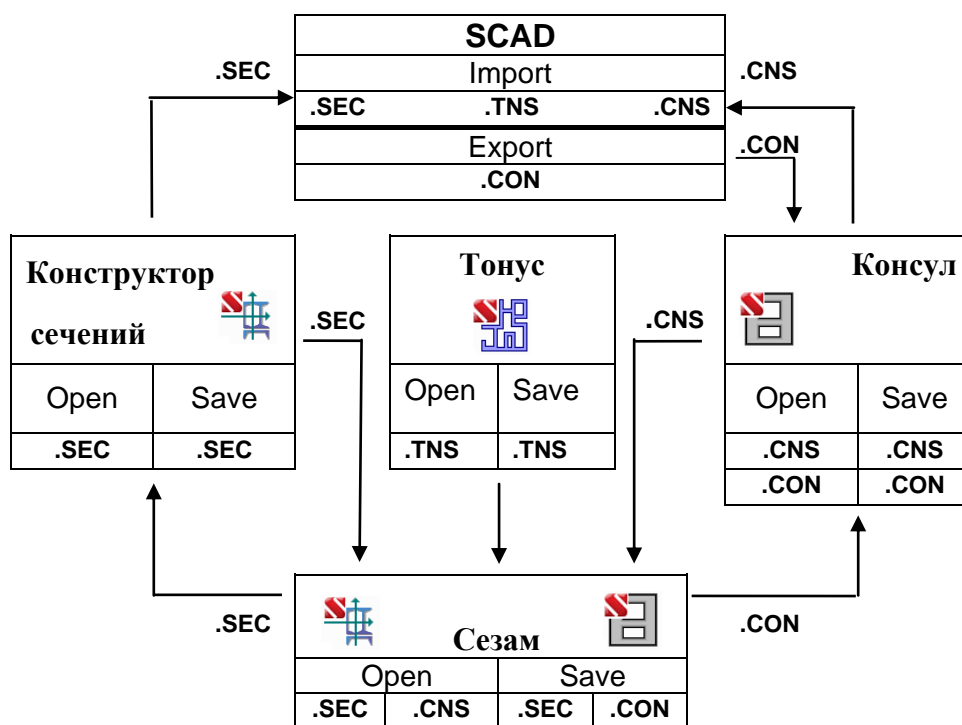 SCAD
.SEC Import .CNS
.SEC .TNS .CNS
Export .CON
.CON
Конструктор
сечений
Тонус
Консул
.SEC
.CNS
Open Save
Open Save
Open Save
.SEC .SEC
.TNS .TNS
.CNS .CNS
.CON .CON
.SEC
Сезам
.CON
Open Save
.SEC .CNS .SEC .CON